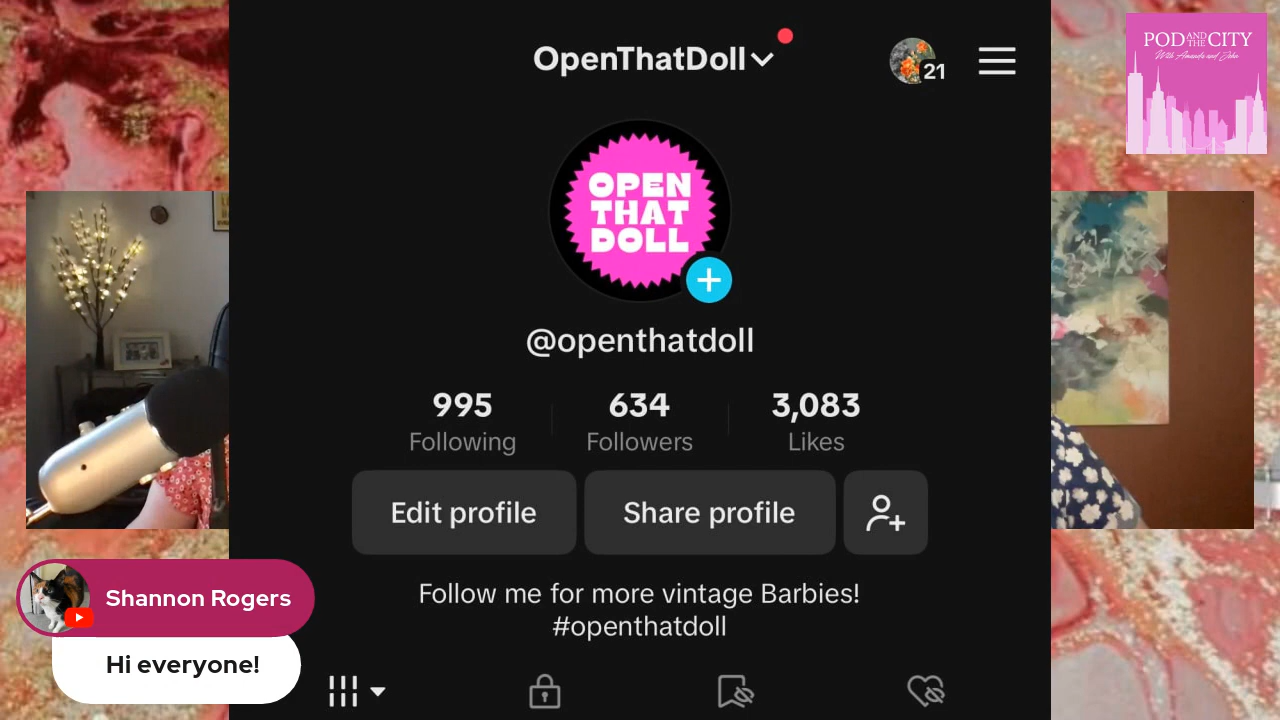 OpenThatDoll
21
POD AND THE CITY
With Amanda and John
OPEN
THAT
DOLL
@openthatdoll
995
634
3,083
Following
Followers
Likes
Edit profile
Share profile
Follow me for more vintage Barbies!
#openthatdoll
Shannon Rogers
Hi everyone!